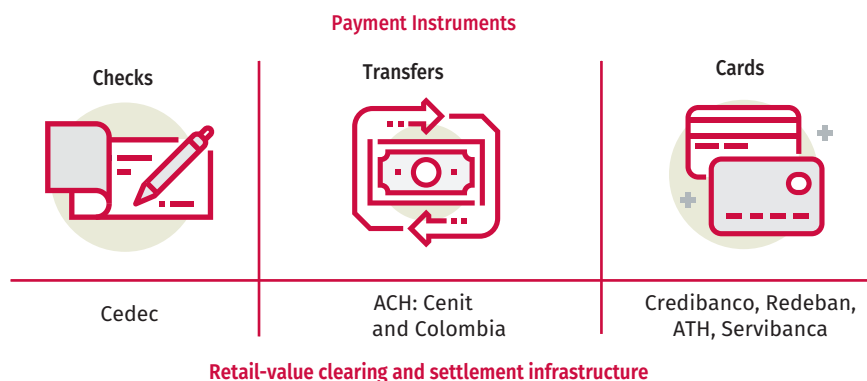 Payment Instruments
Checks
Transfers
Cards
Cedec
ACH: Cenit
and Colombia
Credibanco, Redeban,
ATH, Servibanca
Retail-value clearing and settlement infrastructure